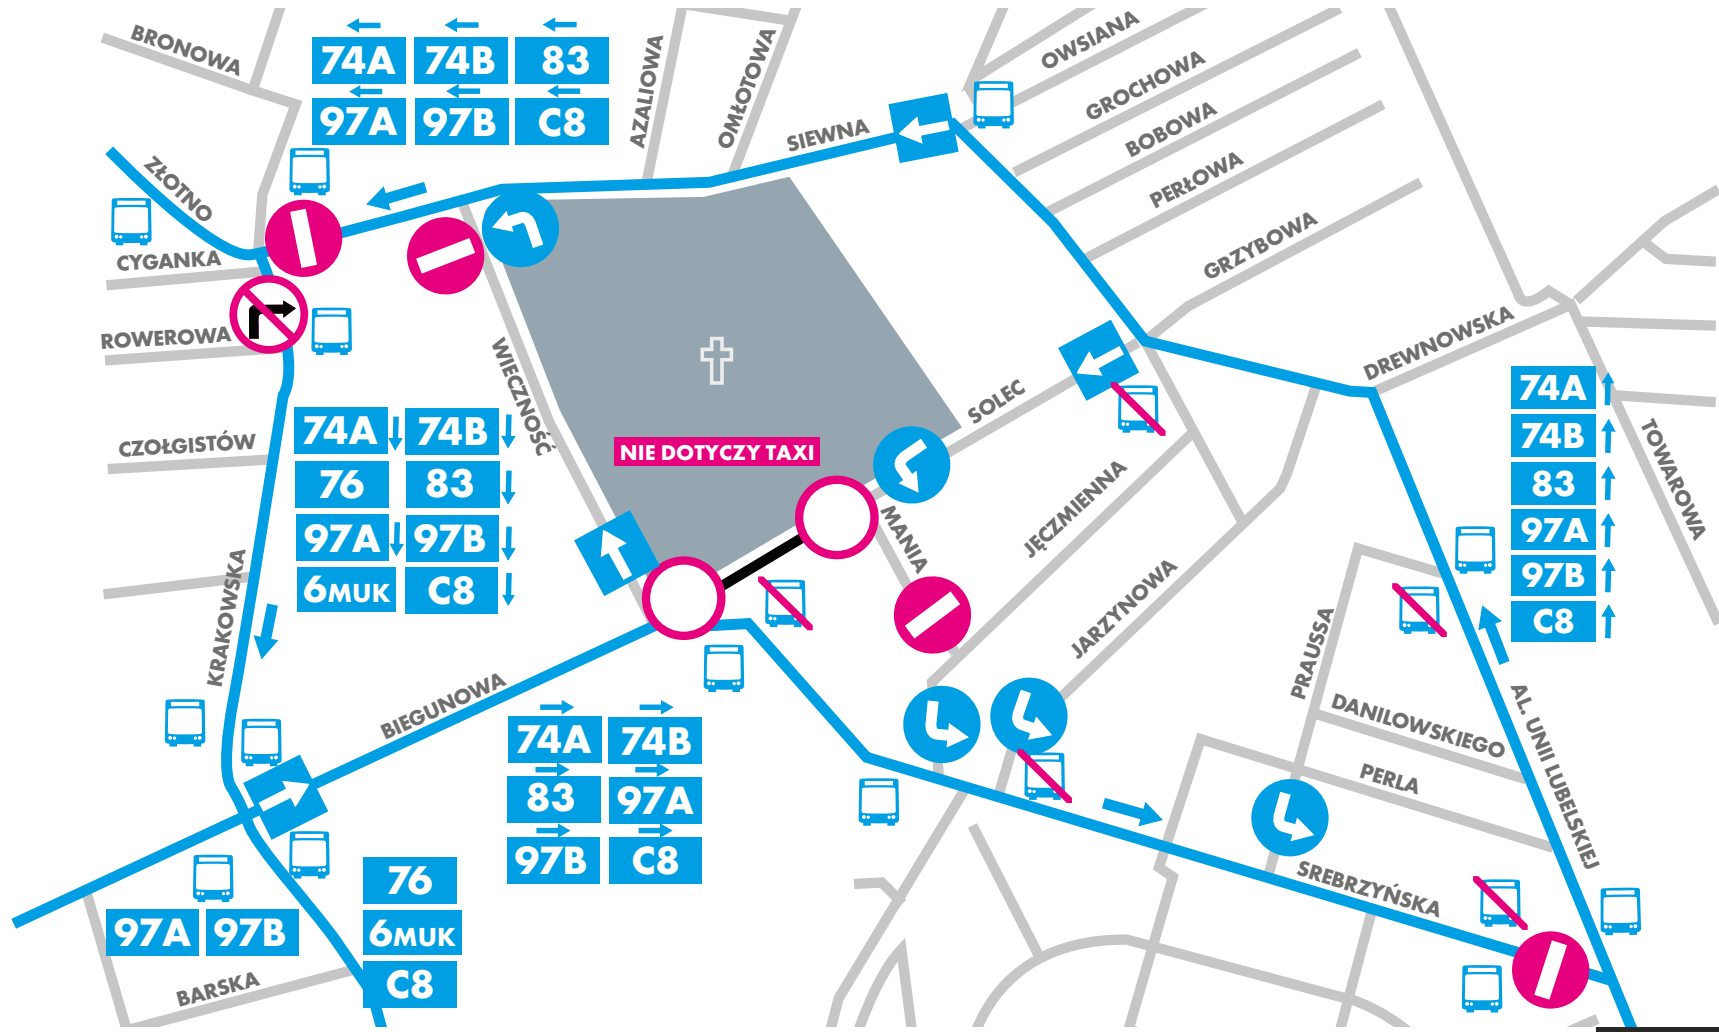 BRONOWA
74A 74B 83
97A 97B C8
AZALIOWA
OMŁOTOWA
SIEWNA
OWSIANA
GROCHOWA
BOBOWA
PERŁOWA
GRZYBOWA
ZŁOTNO
CYGANKA
ROWEROWA
CZOŁGISTÓW
WIECZNOŚĆ
DREWNOWSKA
TOWAROWA
SOLEC
NIE DOTYCZY TAXI
74A 74B
76 83
97A 97B
6MUK C8
74A
74B
83
97A
97B
C8
MANIA
JĘCZMIENNA
JARZYNOWA
KRAKOWSKA
BIEGUNOWA
PRAUSSA
DANILOWSKIEGO
PERLA
AL. UNII LUBELSKIEJ
SREBRZYŃSKA
74A 74B
83 97A
97B C8
76
6MUK
C8
97A 97B
BARSKA